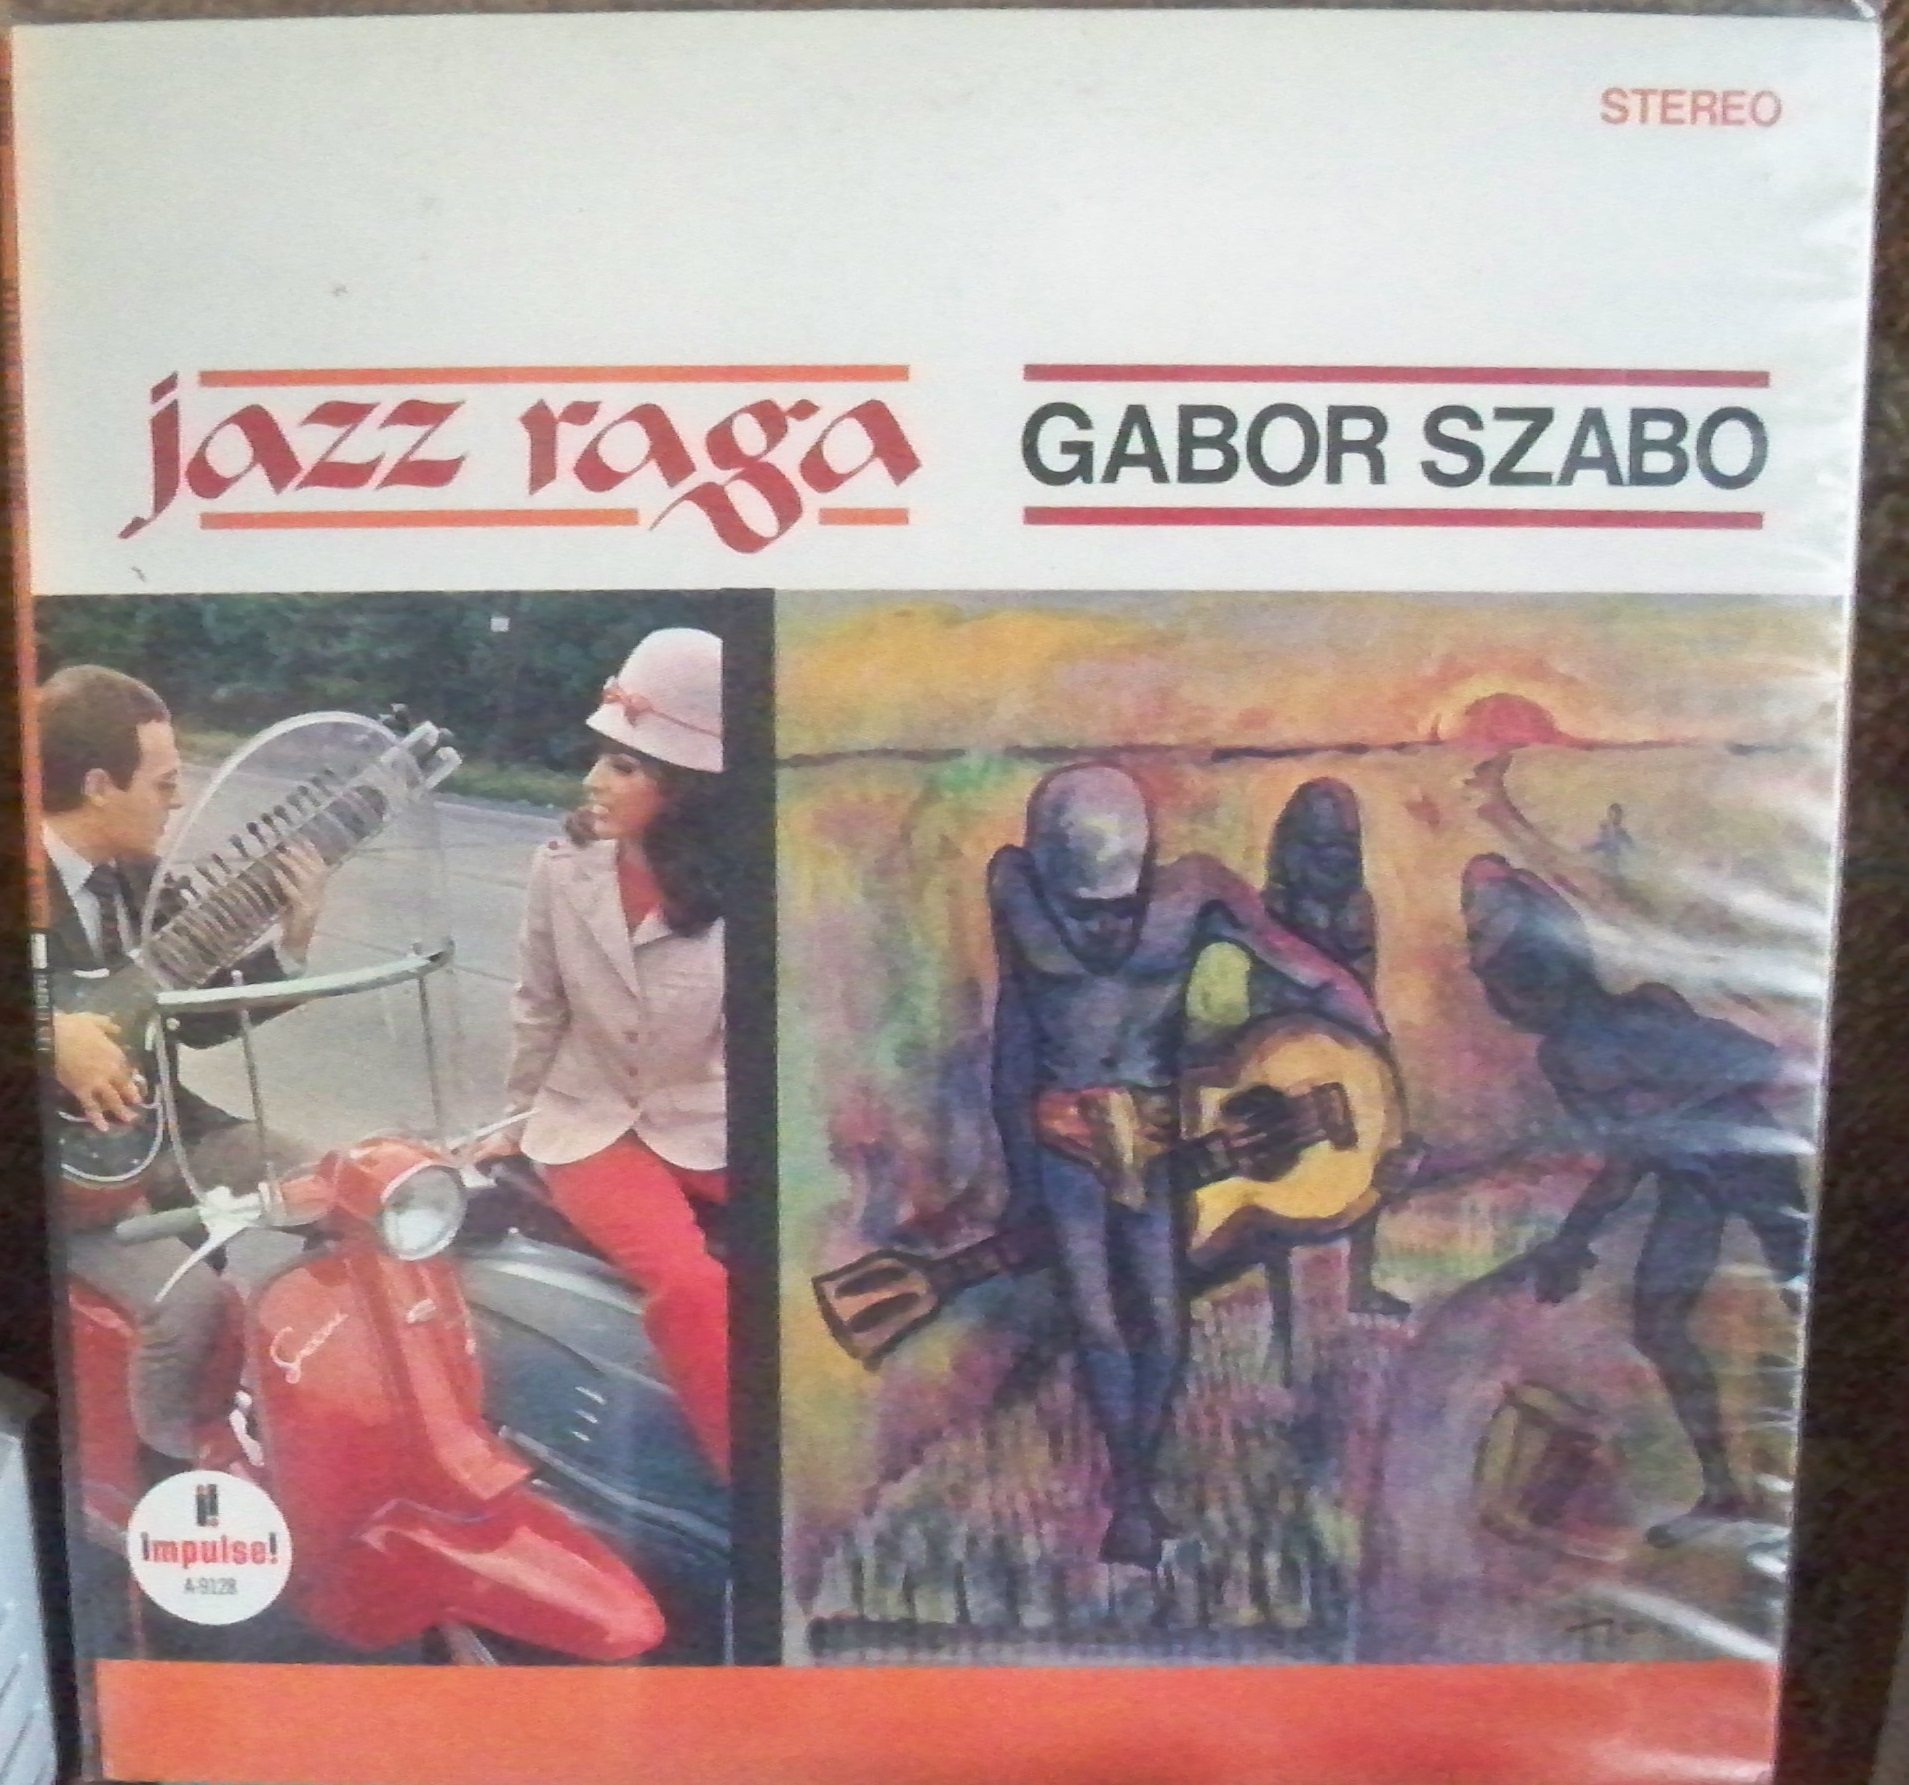 STEREO
jazz raga
GABOR SZABO
impulse!
A-9128